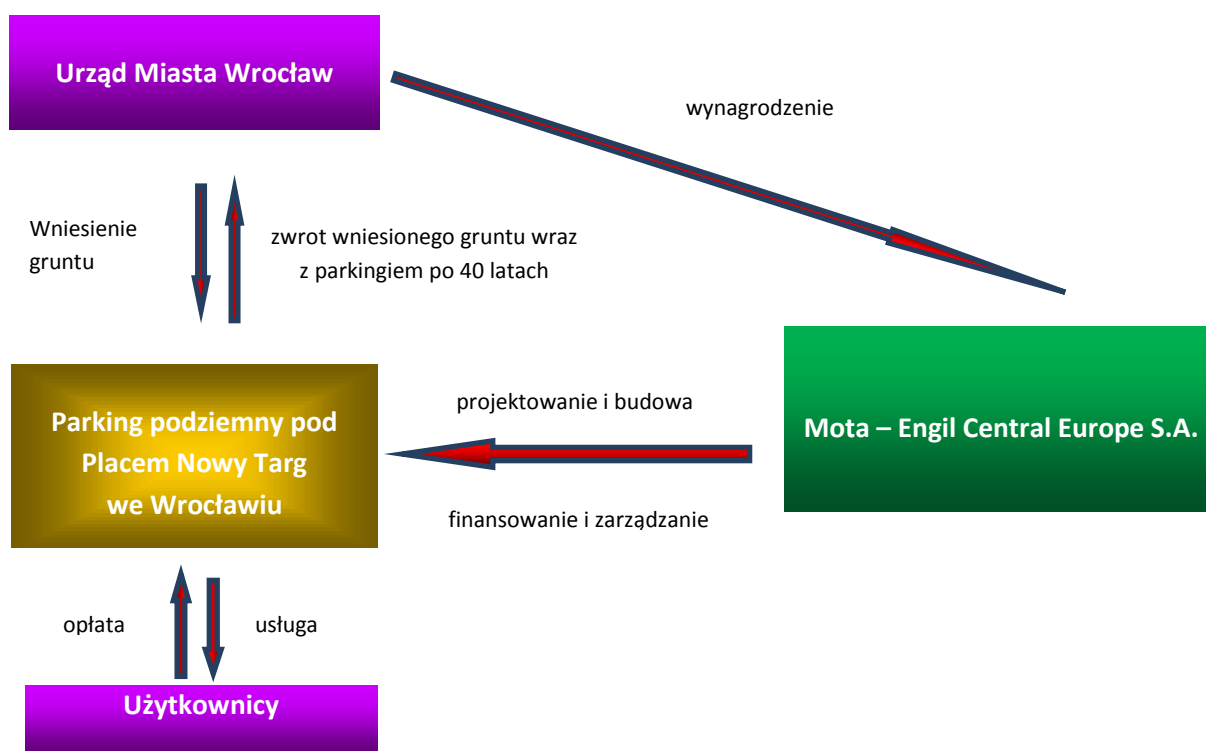 Urząd Miasta Wrocław
wynagrodzenie
Wniesienie
gruntu
zwrot wniesionego gruntu wraz
z parkingiem po 40 latach
Parking podziemny pod
Placem Nowy Targ
we Wrocławiu
projektowanie i budowa
finansowanie i zarządzanie
Mota – Engil Central Europe S.A.
opłata
usługa
Użytkownicy